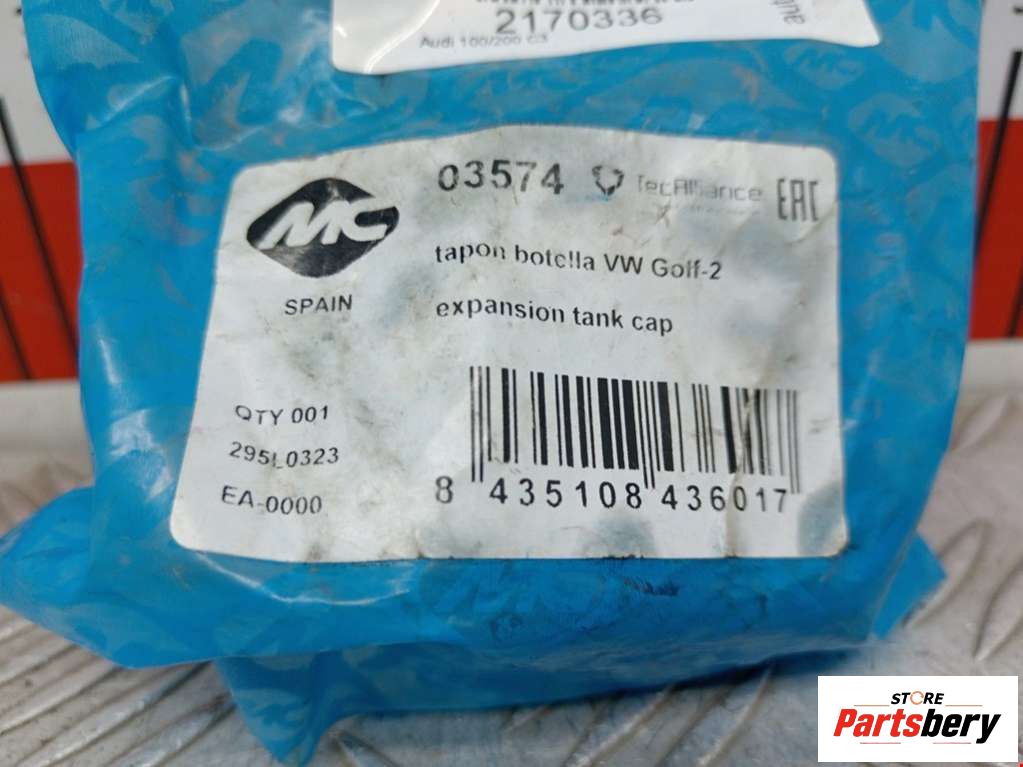 2170336
Audi 100/200 C3
MC
SPAIN
03574 TecAlliance EAC
tapon botella VW Golf-2
expansion tank cap
QTY 001
295L0323
EA-0000
8 435108 436017
STORE
Partsbery